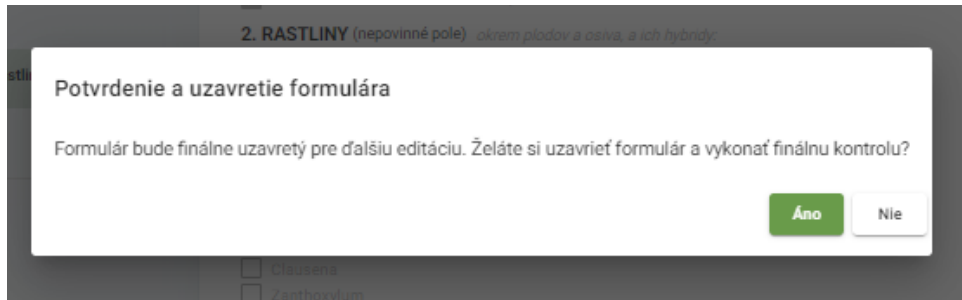 2. RASTLINY (nepovinné pole) okrem plodov a osiva, a ich hybridy:
Potvrdenie a uzavretie formulára
Formulár bude finálne uzavretý pre ďalšiu editáciu. Želáte si uzavrieť formulár a vykonať finálnu kontrolu?
Áno
Nie
Clausena
Zanthoxylum